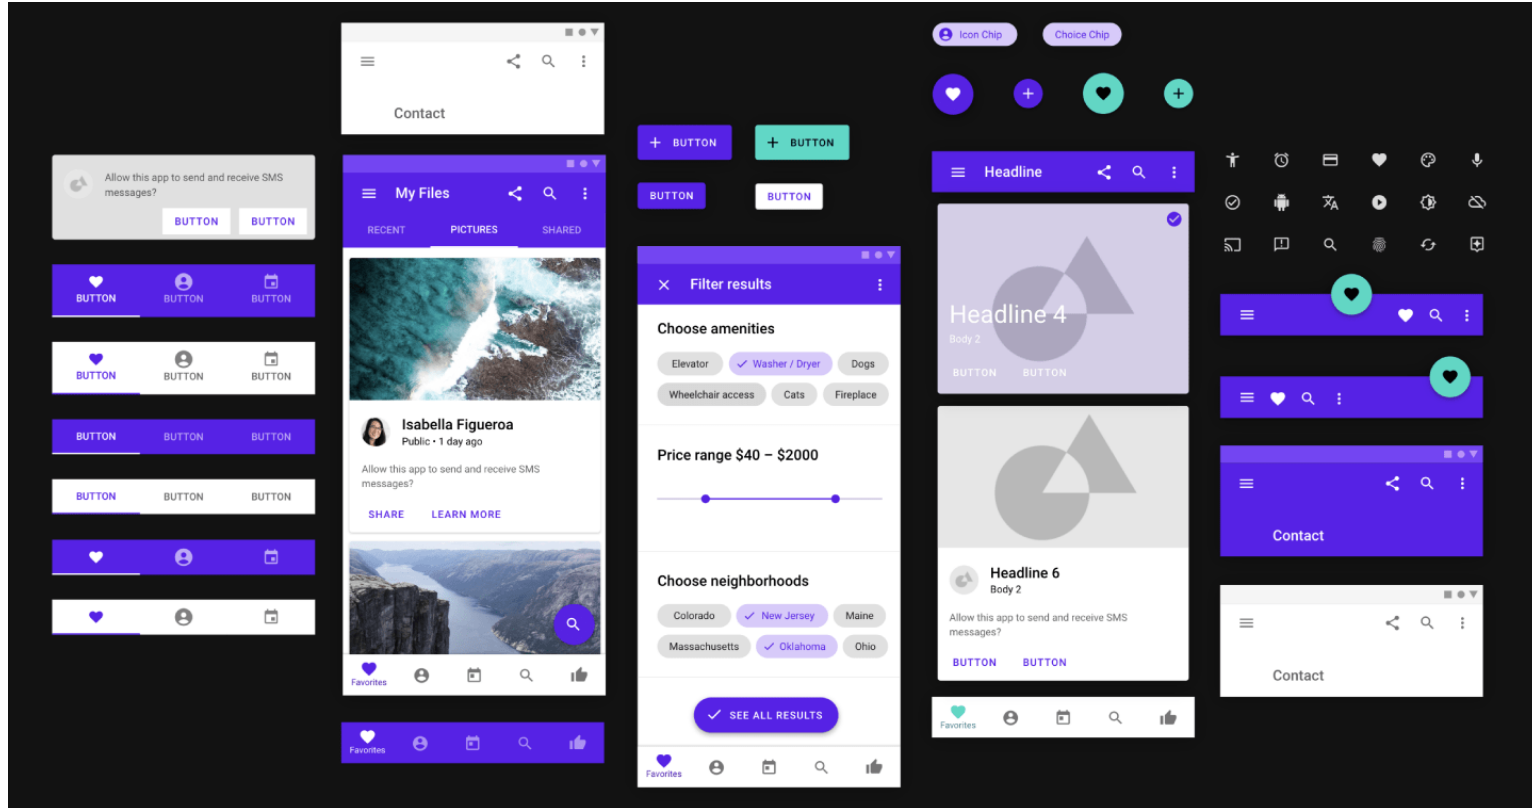 Contact
Allow this app to send and receive SMS
messages?
BUTTON BUTTON
BUTTON BUTTON BUTTON
BUTTON BUTTON BUTTON
BUTTON BUTTON BUTTON
BUTTON BUTTON BUTTON
My Files
RECENT PICTURES SHARED
Isabella Figueroa
Public • 1 day ago
Allow this app to send and receive SMS
messages?
SHARE LEARN MORE
Favorites
Favorites
BUTTON BUTTON
BUTTON BUTTON
Filter results
Choose amenities
Elevator Washer / Dryer Dogs
Wheelchair access Cats Fireplace
Price range $40 – $2000
Choose neighborhoods
Colorado New Jersey Maine
Massachusetts Oklahoma Ohio
SEE ALL RESULTS
Favorites
Icon Chip Choice Chip
Headline
Headline 4
Body 2
BUTTON BUTTON
Headline 6
Body 2
Allow this app to send and receive SMS
messages?
BUTTON BUTTON
Favorites
Contact
Contact